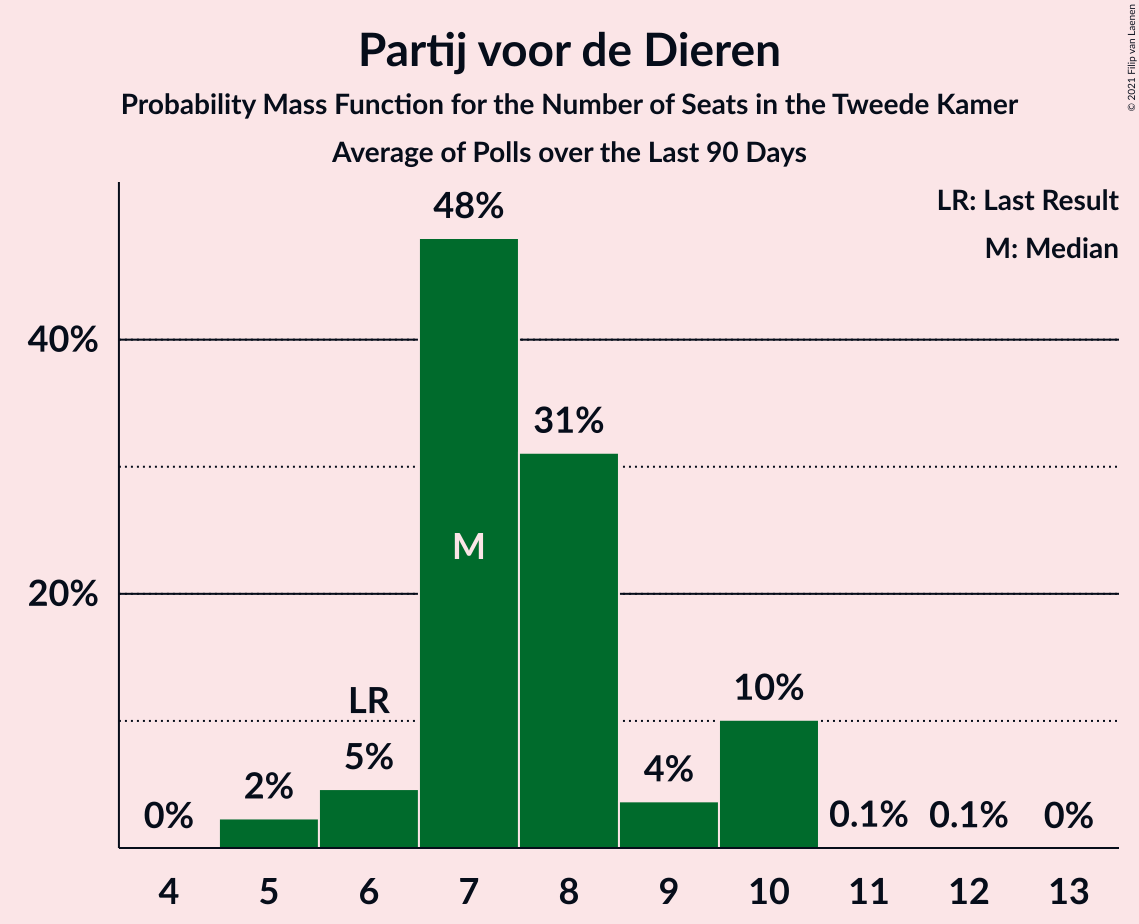 Partij voor de Dieren
Probability Mass Function for the Number of Seats in the Tweede Kamer
Average of Polls over the Last 90 Days
© 2021 Filip van Laenen
LR: Last Result
M: Median
48%
40%
31%
M
20%
LR
10%
5%
4%
2%
0%
0.1%
0.1%
0%
4 5 6 7 8 9 10 11 12 13